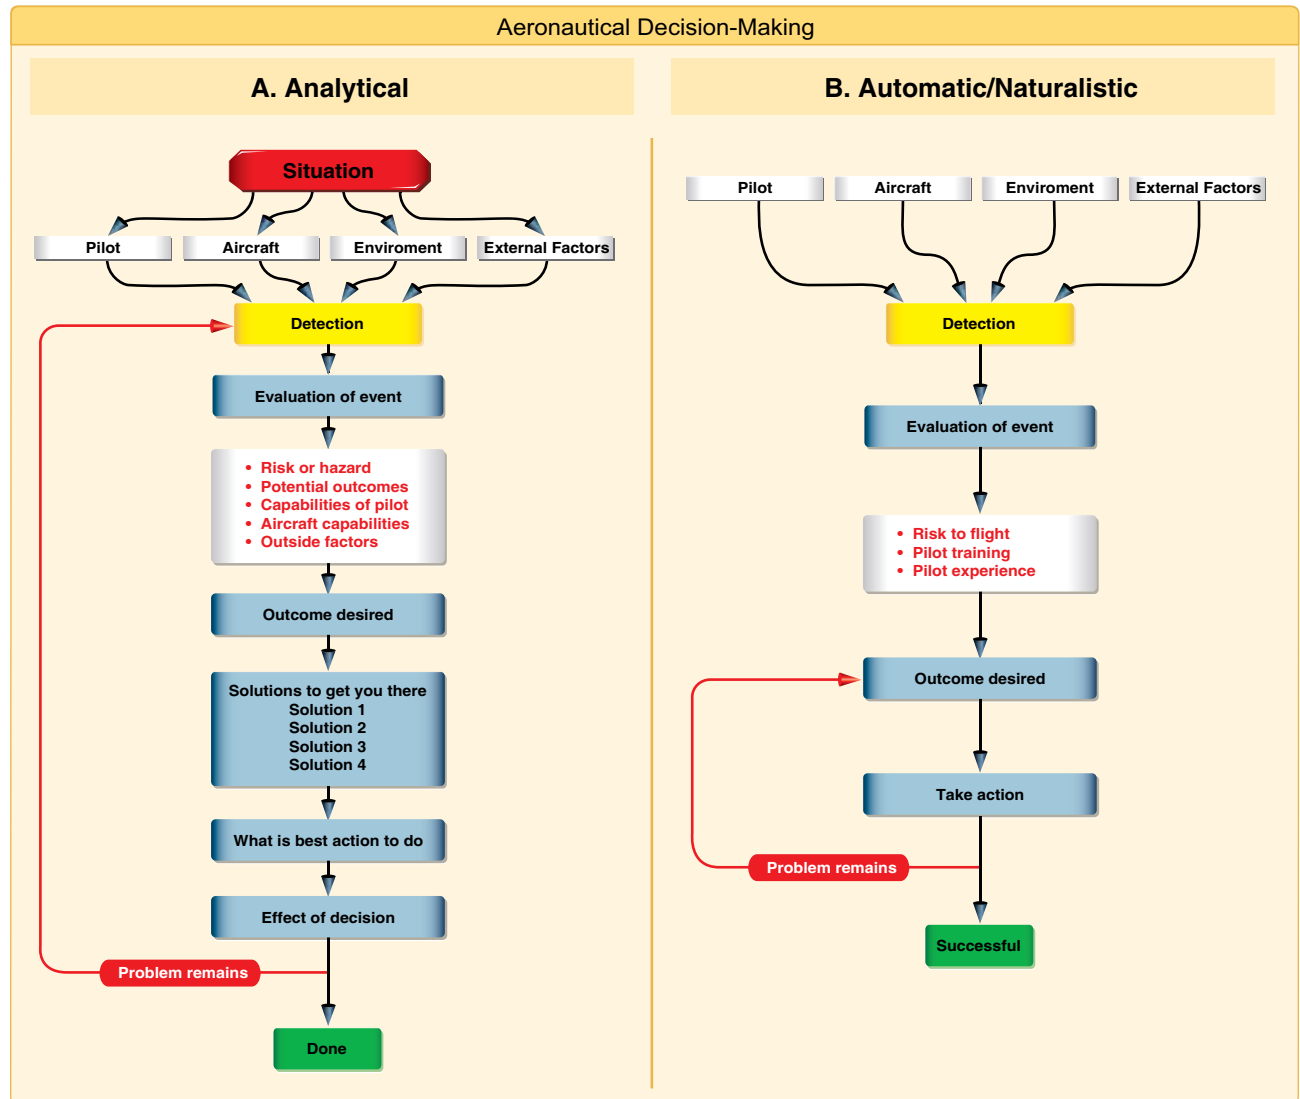 Aeronautical Decision-Making
A. Analytical
Situation
Pilot
Aircraft
Enviroment
External Factors
Detection
Evaluation of event
• Risk or hazard
• Potential outcomes
• Capabilities of pilot
• Aircraft capabilities
• Outside factors
Outcome desired
Solutions to get you there
Solution 1
Solution 2
Solution 3
Solution 4
What is best action to do
Effect of decision
Problem remains
Done
B. Automatic/Naturalistic
Pilot
Aircraft
Enviroment
External Factors
Detection
Evaluation of event
• Risk to flight
• Pilot training
• Pilot experience
Outcome desired
Take action
Problem remains
Successful